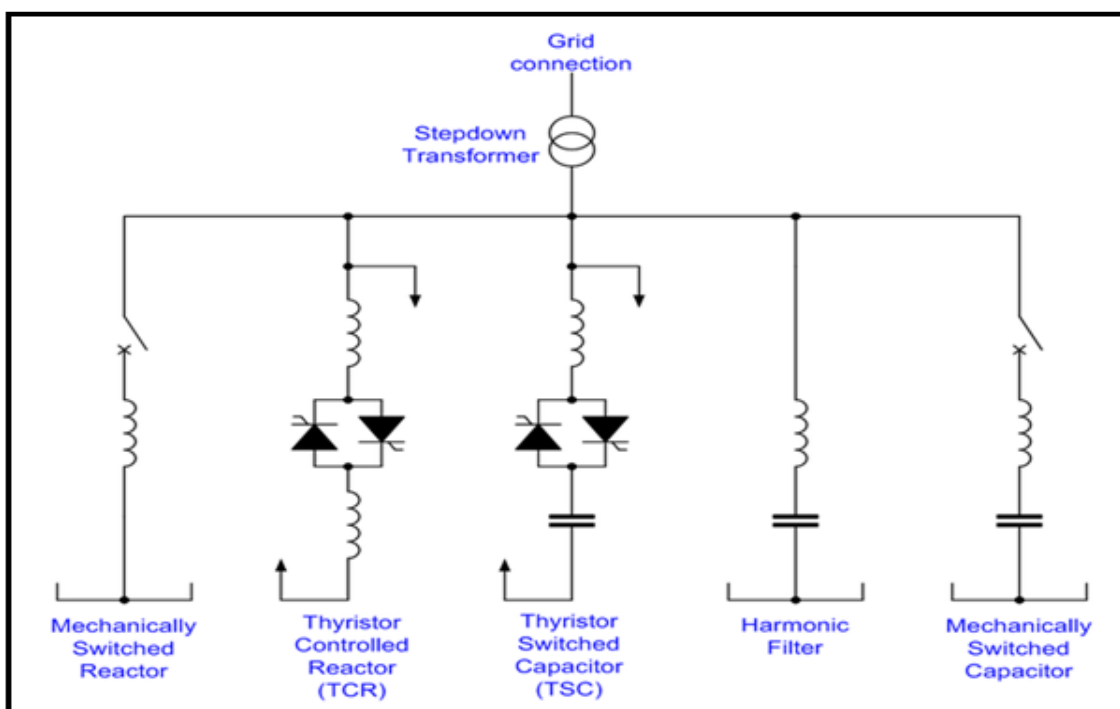 Grid
connection
Stepdown
Transformer
Mechanically
Switched
Reactor
Thyristor
Controlled
Reactor
(TCR)
Thyristor
Switched
Capacitor
(TSC)
Harmonic
Filter
Mechanically
Switched
Capacitor